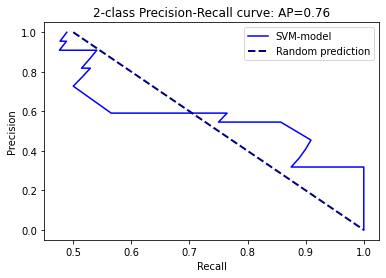 2-class Precision-Recall curve: AP=0.76
SVM-model
Random prediction
Precision
1.0
0.8
0.6
0.4
0.2
0.0
0.5 0.6 0.7 0.8 0.9 1.0
Recall